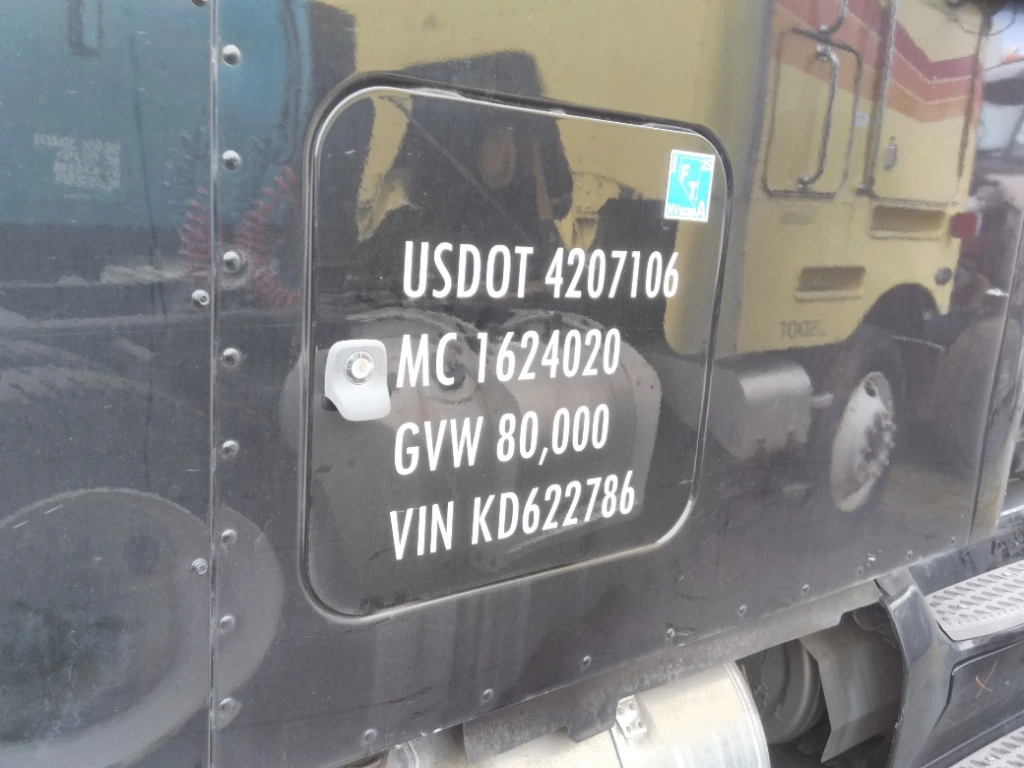 USDOT 4207106
MC 1624020
GVW 80,000
VIN KD622786
F
T
A